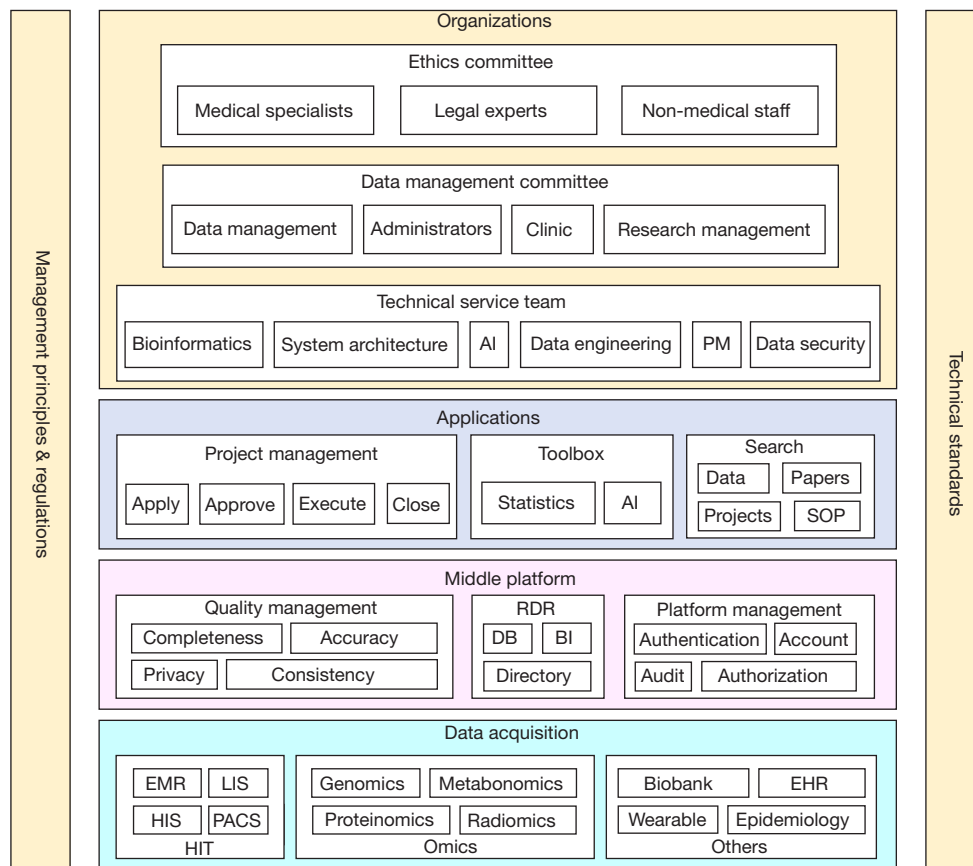 Management principles & regulations
Organizations
Ethics committee
Medical specialists
Legal experts
Non-medical staff
Data management committee
Data management
Administrators
Clinic
Research management
Technical service team
Bioinformatics
System architecture
AI
Data engineering
PM
Data security
Applications
Project management
Apply
Approve
Execute
Close
Toolbox
Statistics
AI
Search
Data
Papers
Projects
SOP
Middle platform
Quality management
Completeness
Accuracy
Privacy
Consistency
RDR
DB
BI
Directory
Platform management
Authentication
Account
Audit
Authorization
Data acquisition
EMR
LIS
HIS
PACS
HIT
Genomics
Metabonomics
Proteinomics
Radiomics
Omics
Biobank
EHR
Wearable
Epidemiology
Others
Technical standards